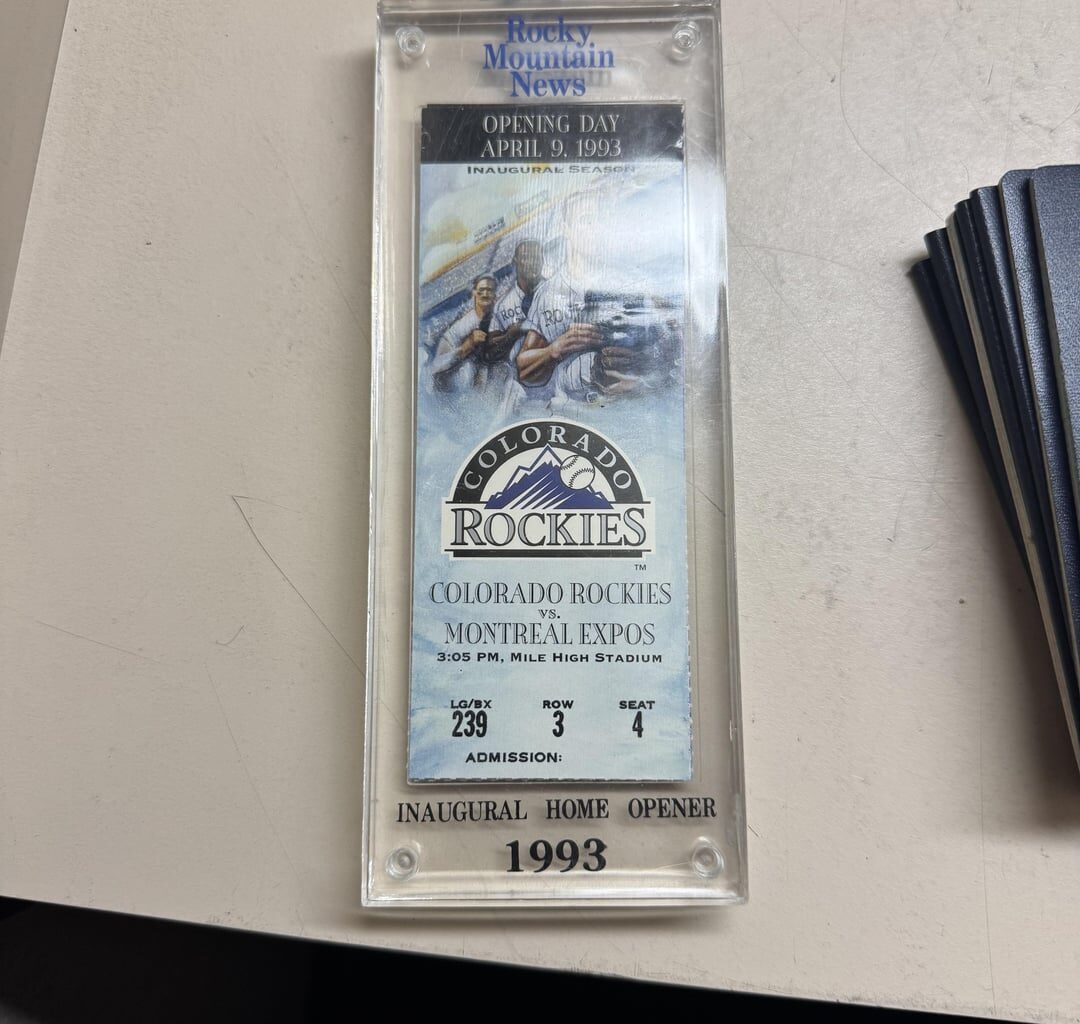 Rocky
Mountain
News
OPENING DAY
APRIL 9, 1993
INAUGURAL SEASON
COLORADO
ROCKIES
TM
COLORADO ROCKIES
VS.
MONTREAL EXPOS
3:05 PM, MILE HIGH STADIUM
LG/BX ROW SEAT
239 3 4
ADMISSION:
INAUGURAL HOME OPENER
1993